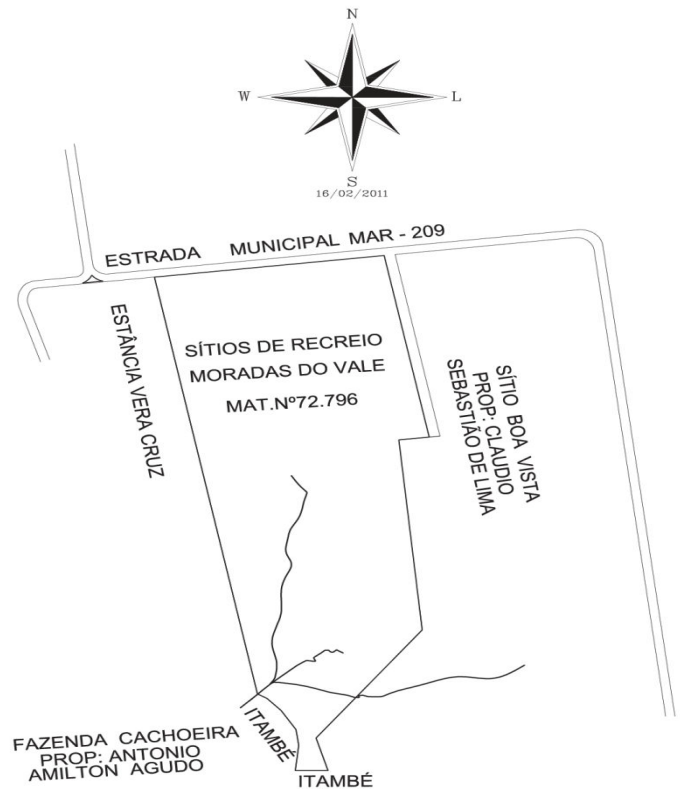 N
W
L
S
16/02/2011
ESTRADA MUNICIPAL MAR - 209
ESTÂNCIA VERA CRUZ
SÍTIOS DE RECREIO
MORADAS DO VALE
MAT.Nº72.796
SÍTIO BOA VISTA
PROP: CLAUDIO
SEBASTIÃO DE LIMA
FAZENDA CACHOEIRA
PROP: ANTONIO
AMILTON AGUDO
ITAMBÉ
ITAMBÉ